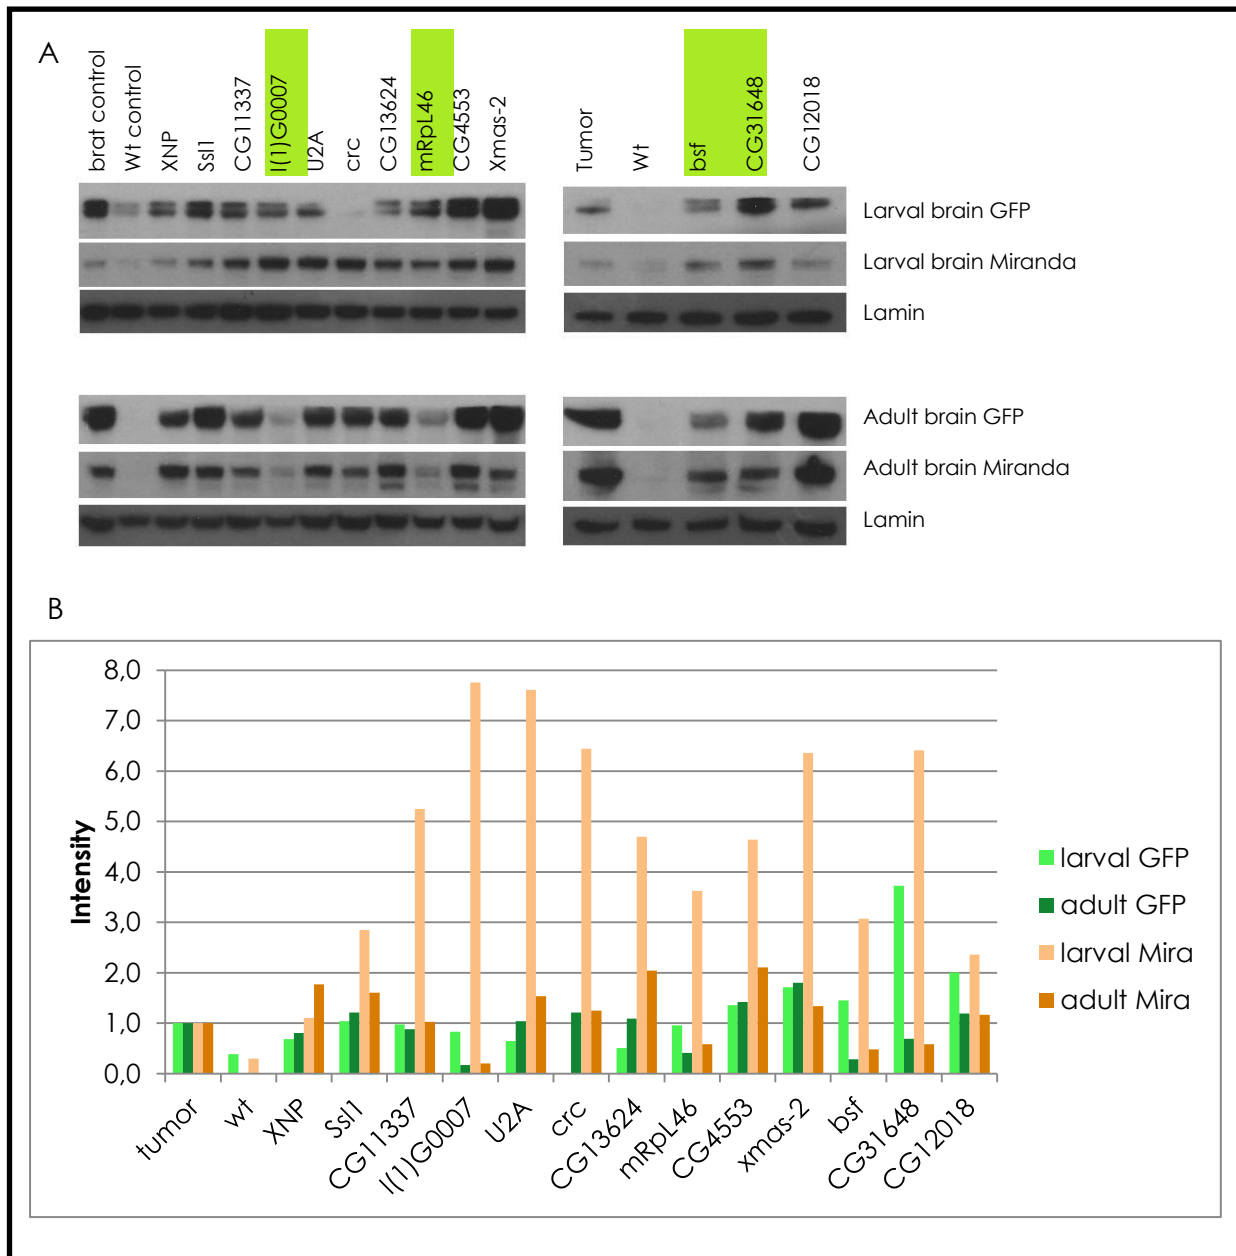 A
brat control
Wt control
XNP
Ssl1
CG11337
l(1)G0007
U2A
crc
CG13624
mRpL46
CG4553
Xmas-2
Tumor
Wt
bsf
CG31648
CG12018
Larval brain GFP
Larval brain Miranda
Lamin
Adult brain GFP
Adult brain Miranda
Lamin
B
8,0
7,0
6,0
5,0
4,0
3,0
2,0
1,0
0,0
Intensity
tumor
wt
XNP
Ssl1
CG11337
l(1)G0007
U2A
crc
CG13624
mRpL46
CG4553
xmas-2
bsf
CG31648
CG12018
larval GFP
adult GFP
larval Mira
adult Mira